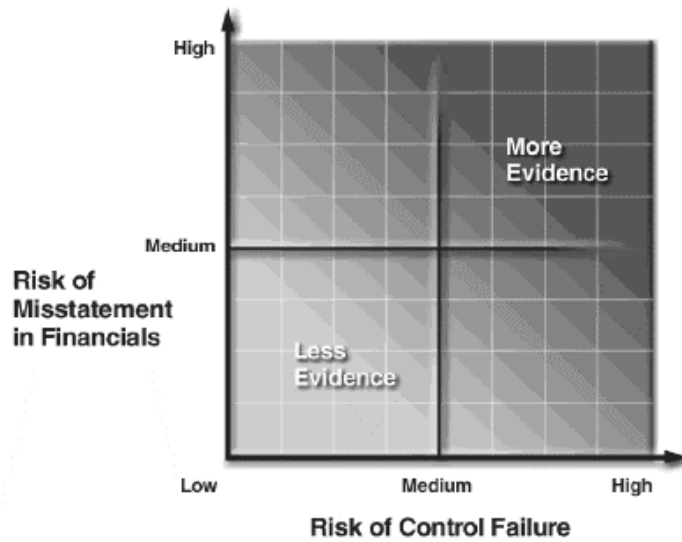 High
More
Evidence
Medium
Risk of
Misstatement
in Financials
Less
Evidence
Low
Medium
High
Risk of Control Failure